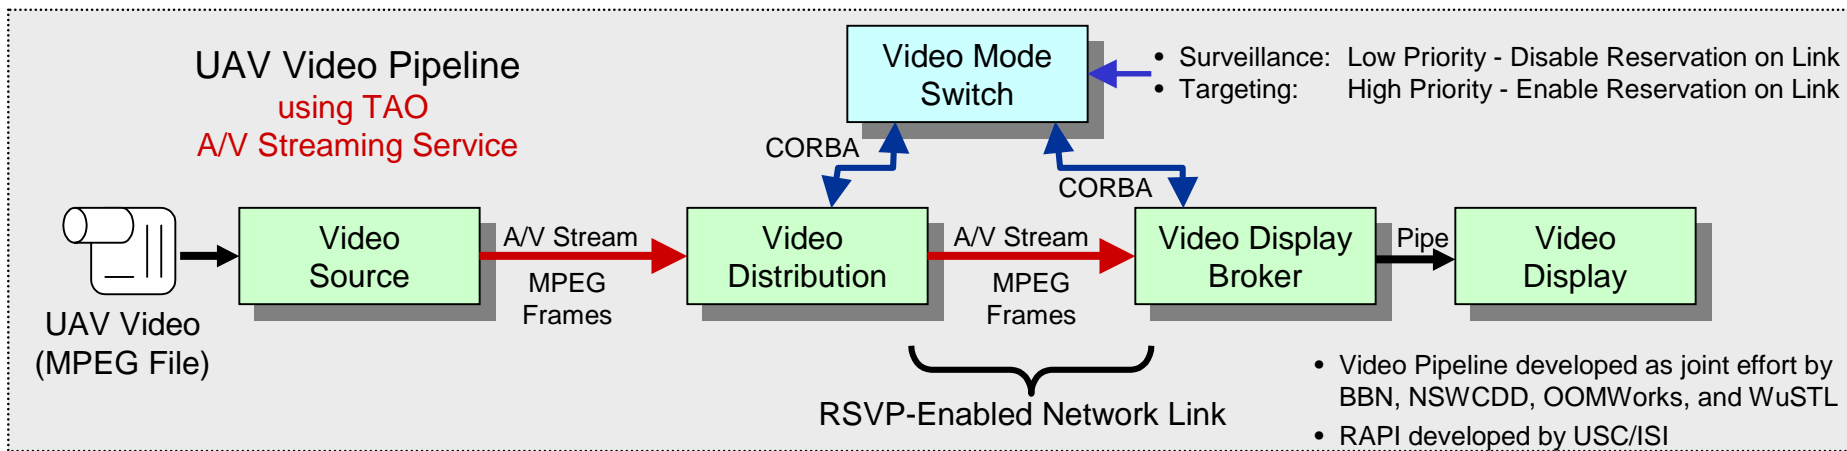 UAV Video Pipeline
using TAO
A/V Streaming Service
Video Mode
Switch
• Surveillance: Low Priority - Disable Reservation on Link
• Targeting: High Priority - Enable Reservation on Link
CORBA
CORBA
UAV Video
(MPEG File)
Video
Source
A/V Stream
MPEG
Frames
Video
Distribution
A/V Stream
MPEG
Frames
Video Display
Broker
Pipe
Video
Display
RSVP-Enabled Network Link
• Video Pipeline developed as joint effort by
BBN, NSWCDD, OOMWorks, and WuSTL
• RAPI developed by USC/ISI